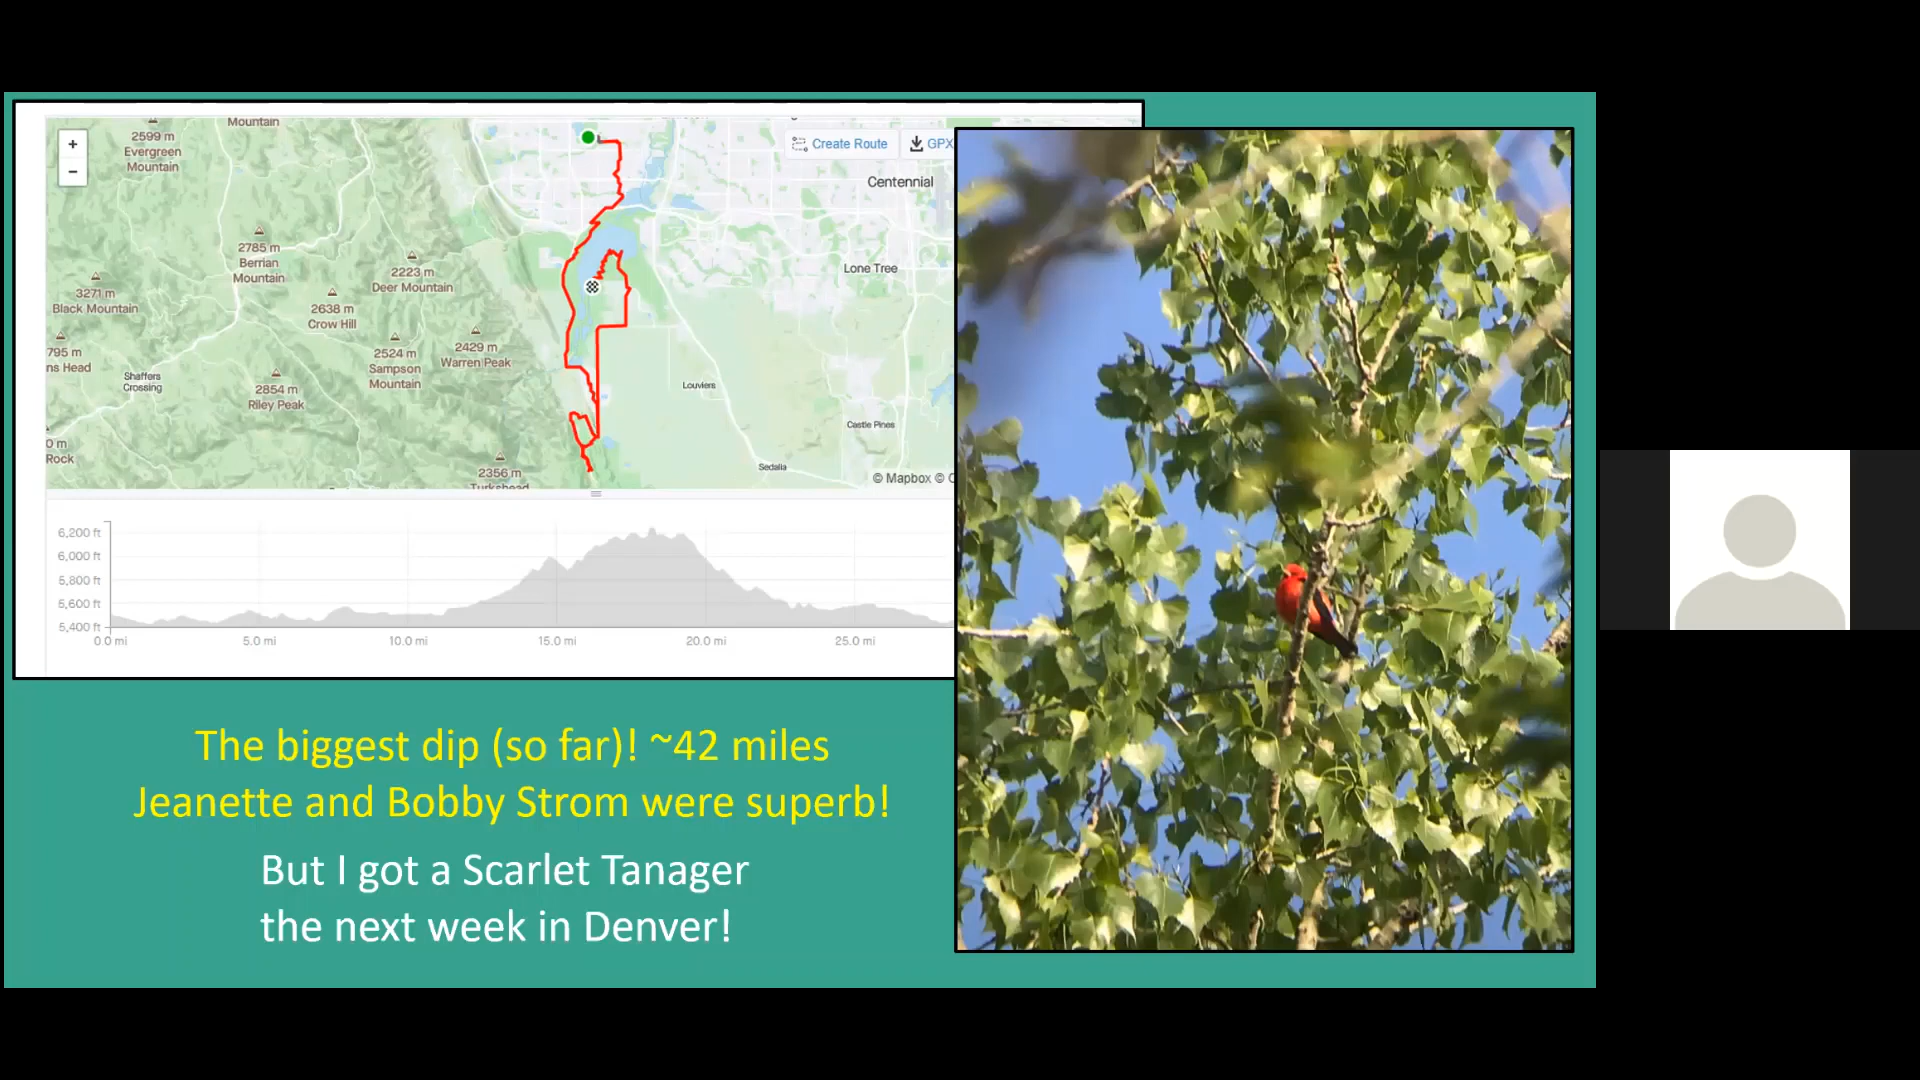 Mountain
2599 m
Evergreen
Mountain
+
−
Create Route
GPX
Centennial
2785 m
Berrian
Mountain
2223 m
Deer Mountain
Lone Tree
3271 m
Black Mountain
2638 m
Crow Hill
2429 m
Warren Peak
795 m
ns Head
2524 m
Sampson
Mountain
Shaffers
Crossing
2854 m
Riley Peak
Louviers
Castle Pines
0 m
Rock
2356 m
Sedalia
© Mapbox ©
6,200 ft
6,000 ft
5,800 ft
5,600 ft
5,400 ft
0.0 mi
5.0 mi
10.0 mi
15.0 mi
20.0 mi
25.0 mi
The biggest dip (so far)! ~42 miles
Jeanette and Bobby Strom were superb!
But I got a Scarlet Tanager
the next week in Denver!